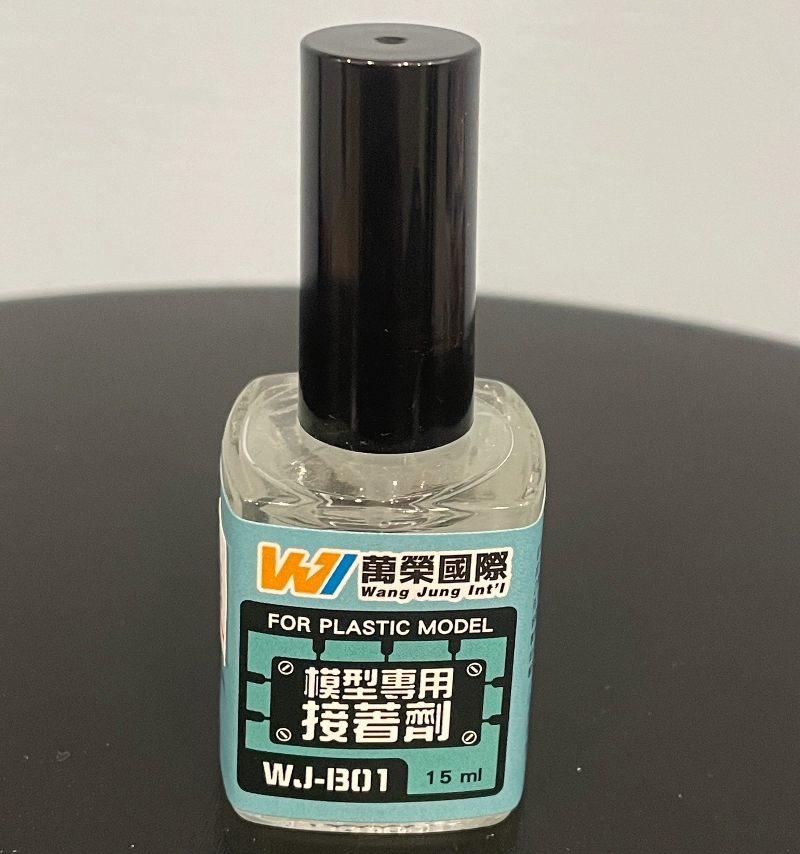 WJ 萬榮國際
Wang Jung Int'l
FOR PLASTIC MODEL
模型專用
接著劑
WJ-B01
15 ml